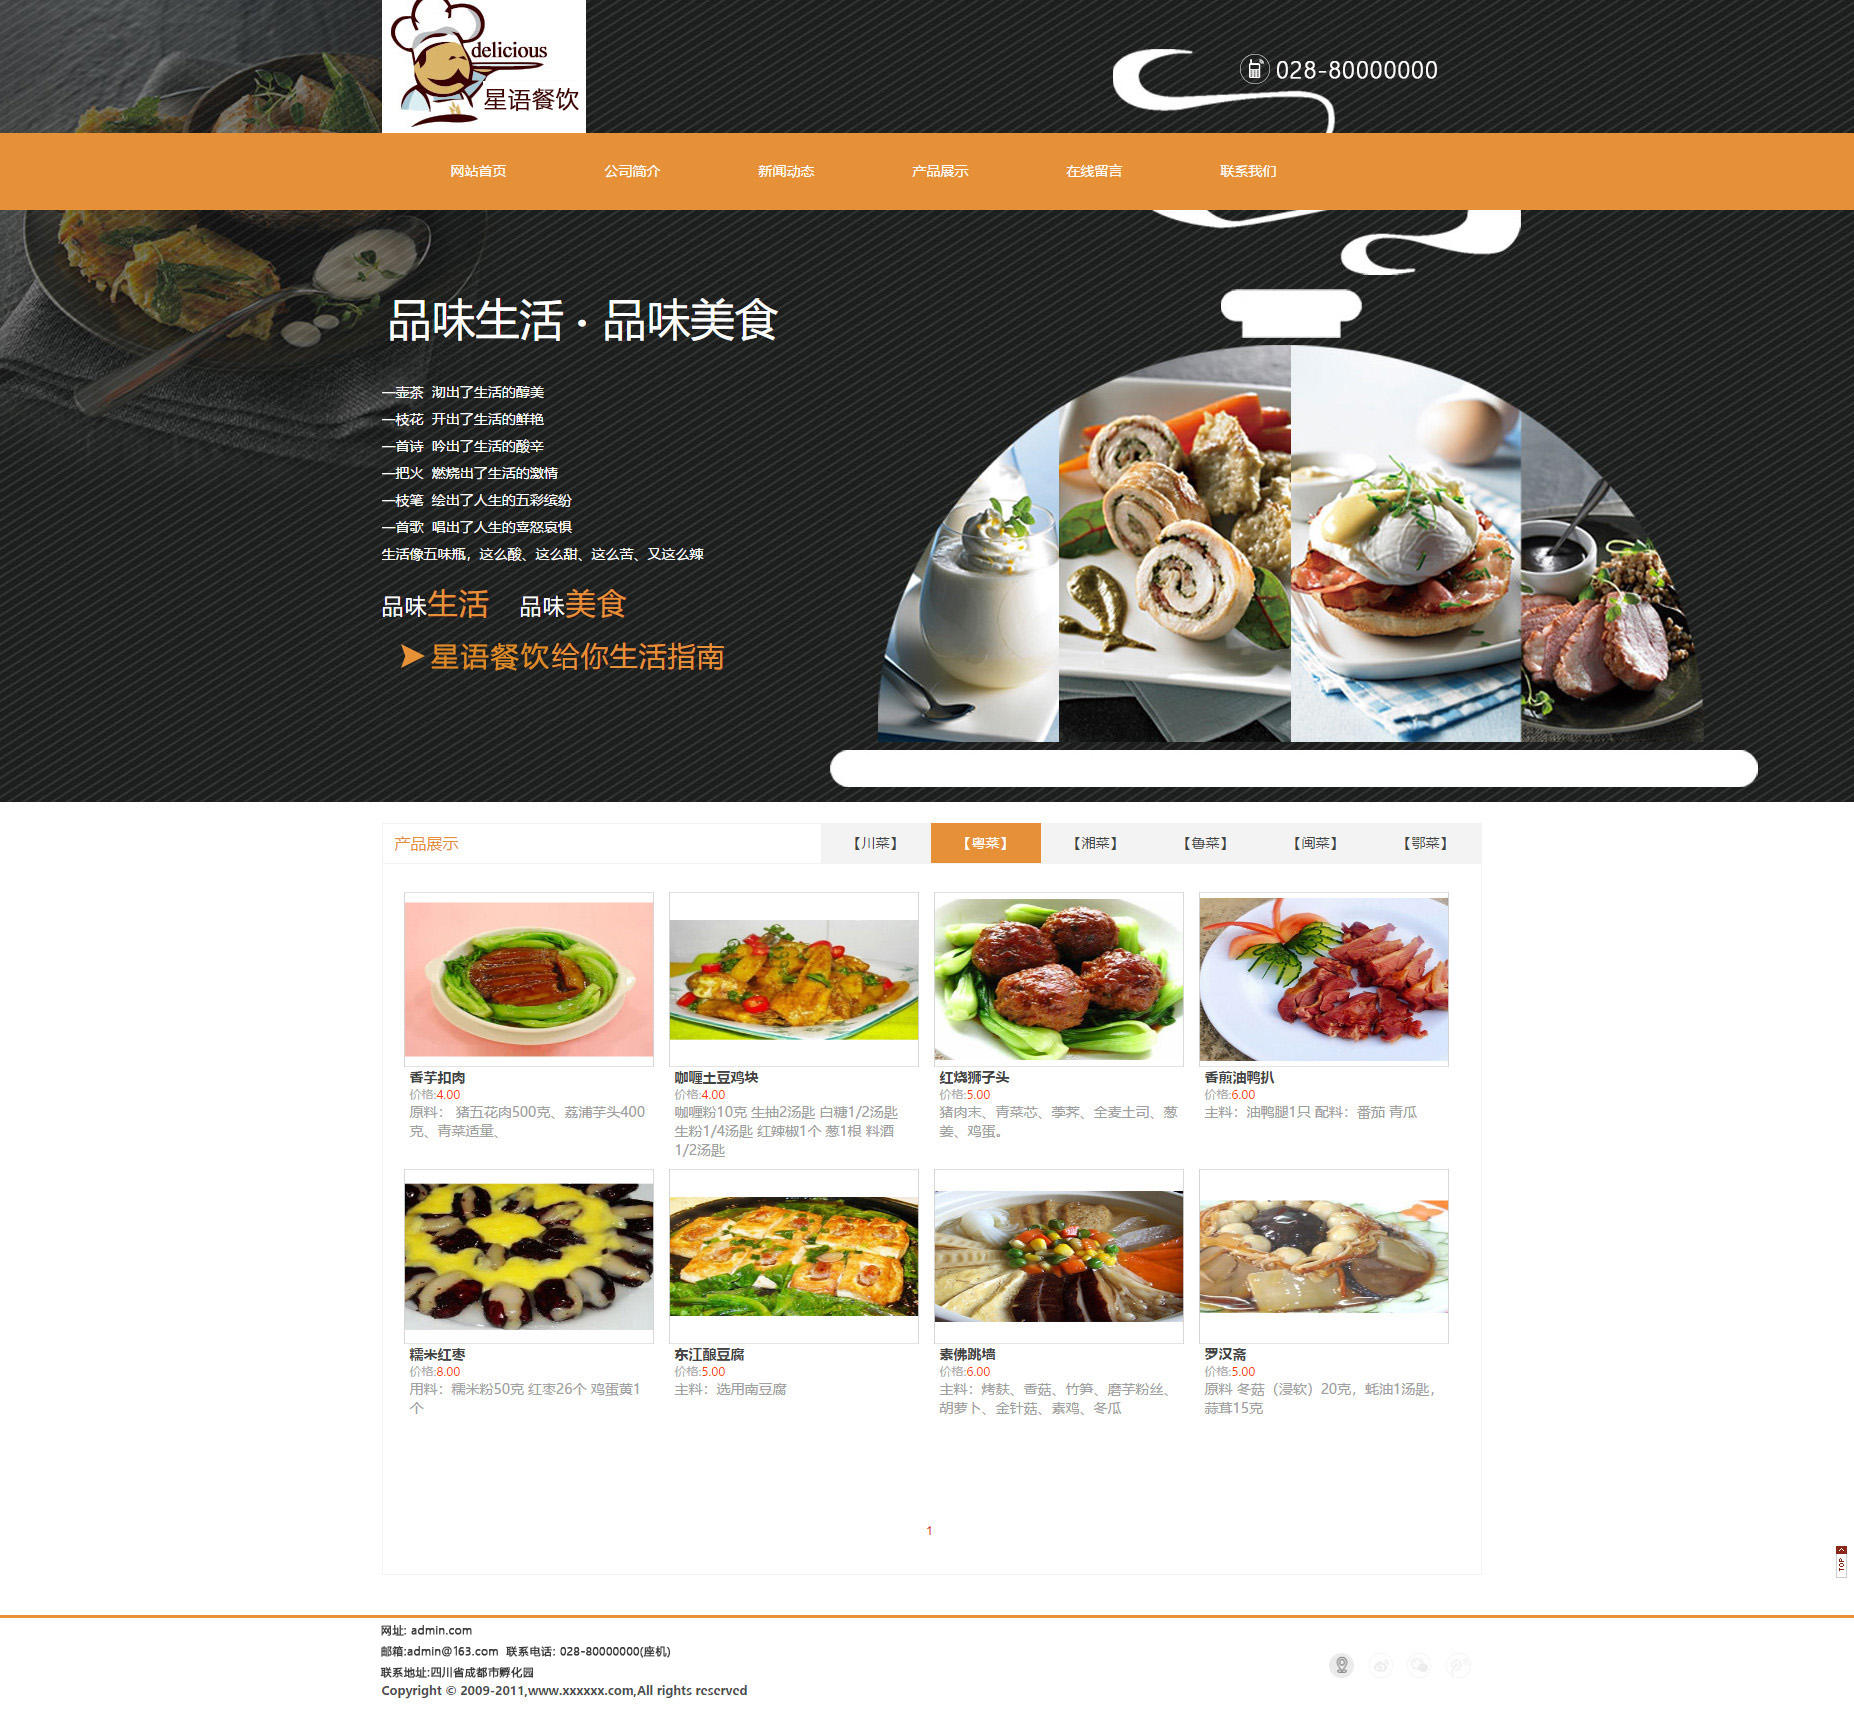 delicious
星语餐饮
028-80000000
网站首页
公司简介
新闻动态
产品展示
在线留言
联系我们
品味生活 · 品味美食
一壶茶 沏出了生活的醇美
一枝花 开出了生活的鲜艳
一首诗 吟出了生活的酸辛
一把火 燃烧出了生活的激情
一枝笔 绘出了人生的五彩缤纷
一首歌 唱出了人生的喜怒哀惧
生活像五味瓶，这么酸、这么甜、这么苦、又这么辣
品味生活 品味美食
➤星语餐饮给你生活指南
产品展示
【川菜】
【粤菜】
【湘菜】
【鲁菜】
【闽菜】
【鄂菜】
香芋扣肉
价格:4.00
原料： 猪五花肉500克、荔浦芋头400
克、青菜适量、
咖喱土豆鸡块
价格:4.00
咖喱粉10克 生抽2汤匙 白糖1/2汤匙
生粉1/4汤匙 红辣椒1个 葱1根 料酒
1/2汤匙
红烧狮子头
价格:5.00
猪肉末、青菜芯、荸荠、全麦土司、葱
姜、鸡蛋。
香煎油鸭扒
价格:6.00
主料：油鸭腿1只 配料：番茄 青瓜
糯米红枣
价格:8.00
用料：糯米粉50克 红枣26个 鸡蛋黄1
个
东江酿豆腐
价格:5.00
主料：选用南豆腐
素佛跳墙
价格:6.00
主料：烤麸、香菇、竹笋、磨芋粉丝、
胡萝卜、金针菇、素鸡、冬瓜
罗汉斋
价格:5.00
原料 冬菇（浸软）20克，蚝油1汤匙，
蒜茸15克
1
TOP
网址: admin.com
邮箱:admin@163.com 联系电话: 028-80000000(座机)
联系地址:四川省成都市孵化园
Copyright © 2009-2011,www.xxxxxx.com,All rights reserved